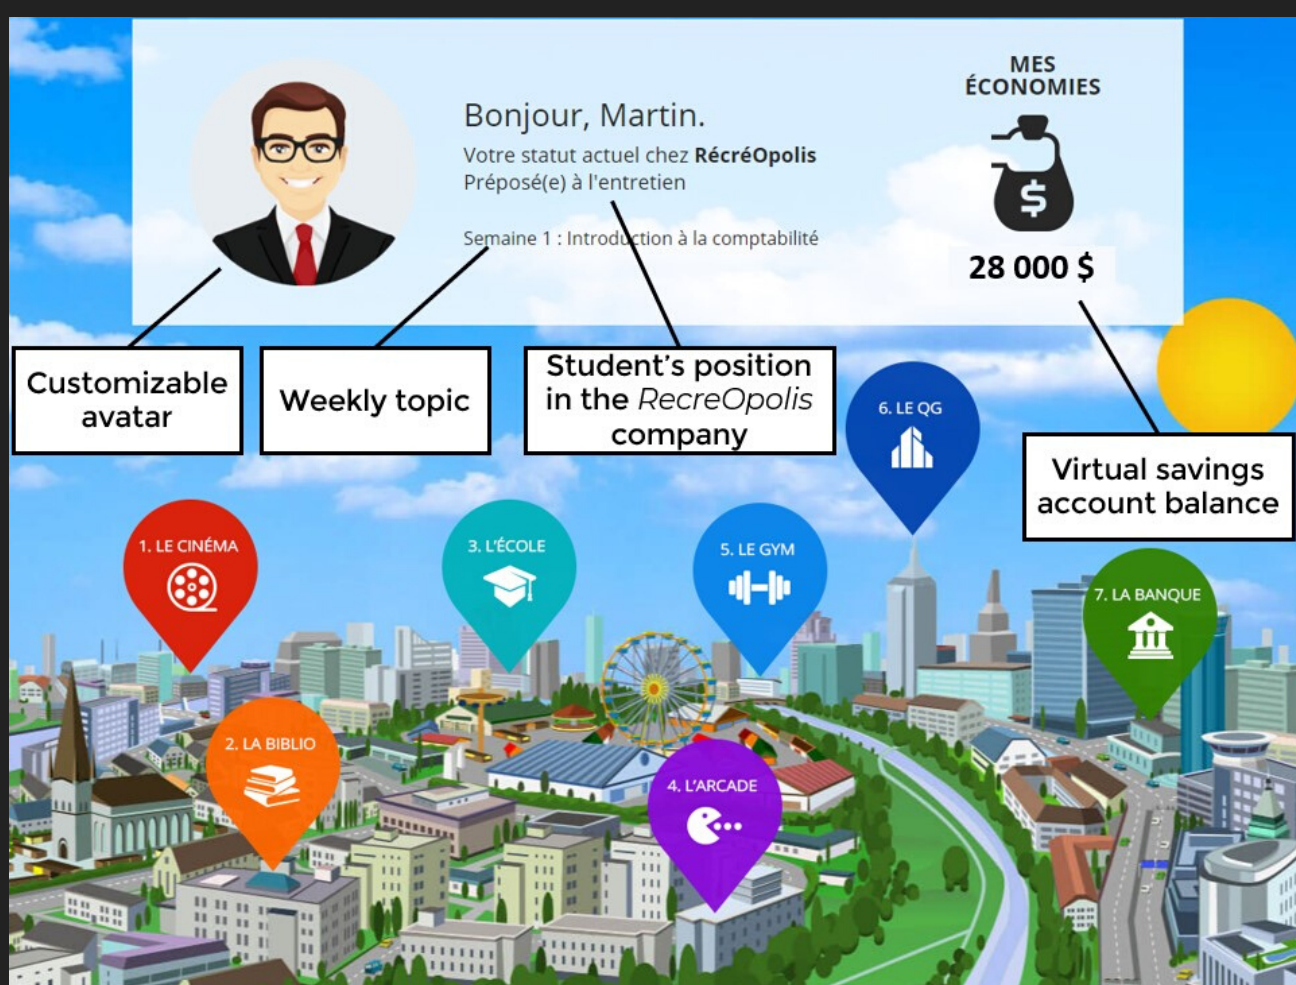 MES
ÉCONOMIES
Bonjour, Martin.
Votre statut actuel chez RécréOpolis
Préposé(e) à l'entretien
Semaine 1 : Introduction à la comptabilité
$
28 000 $
Customizable
avatar
Weekly topic
Student's position
in the RecreOpolis
company
Virtual savings
account balance
1. LE CINÉMA
2. LA BIBLIO
3. L'ÉCOLE
4. L'ARCADE
5. LE GYM
6. LE QG
7. LA BANQUE